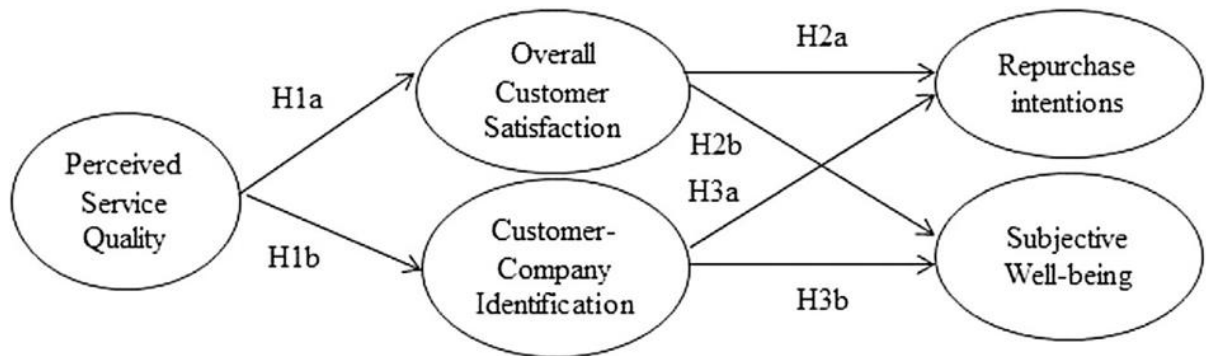 Perceived
Service
Quality
H1a
H1b
Overall
Customer
Satisfaction
Customer-
Company
Identification
H2a
H2b
H3a
H3b
Repurchase
intentions
Subjective
Well-being